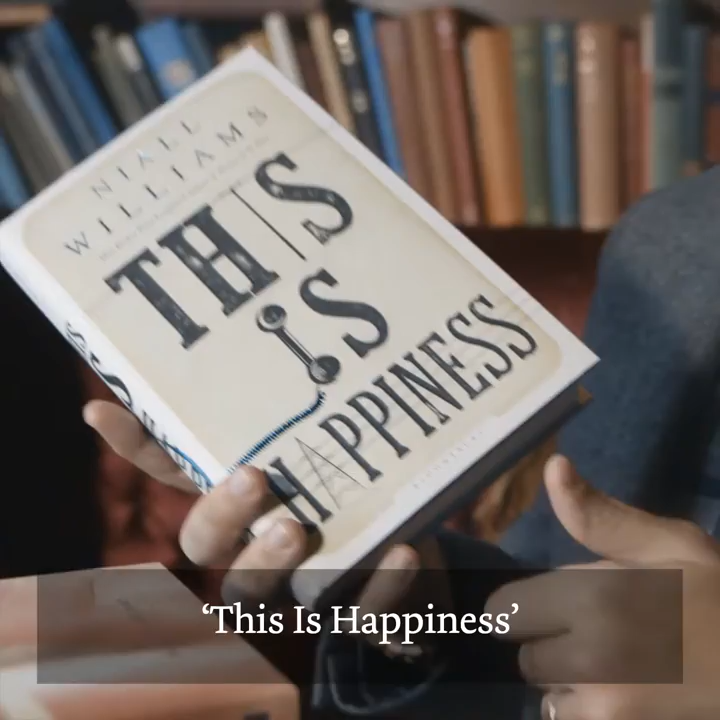 NIALL
WILLIAMS
THIS
IS
HAPPINESS
‘This Is Happiness’